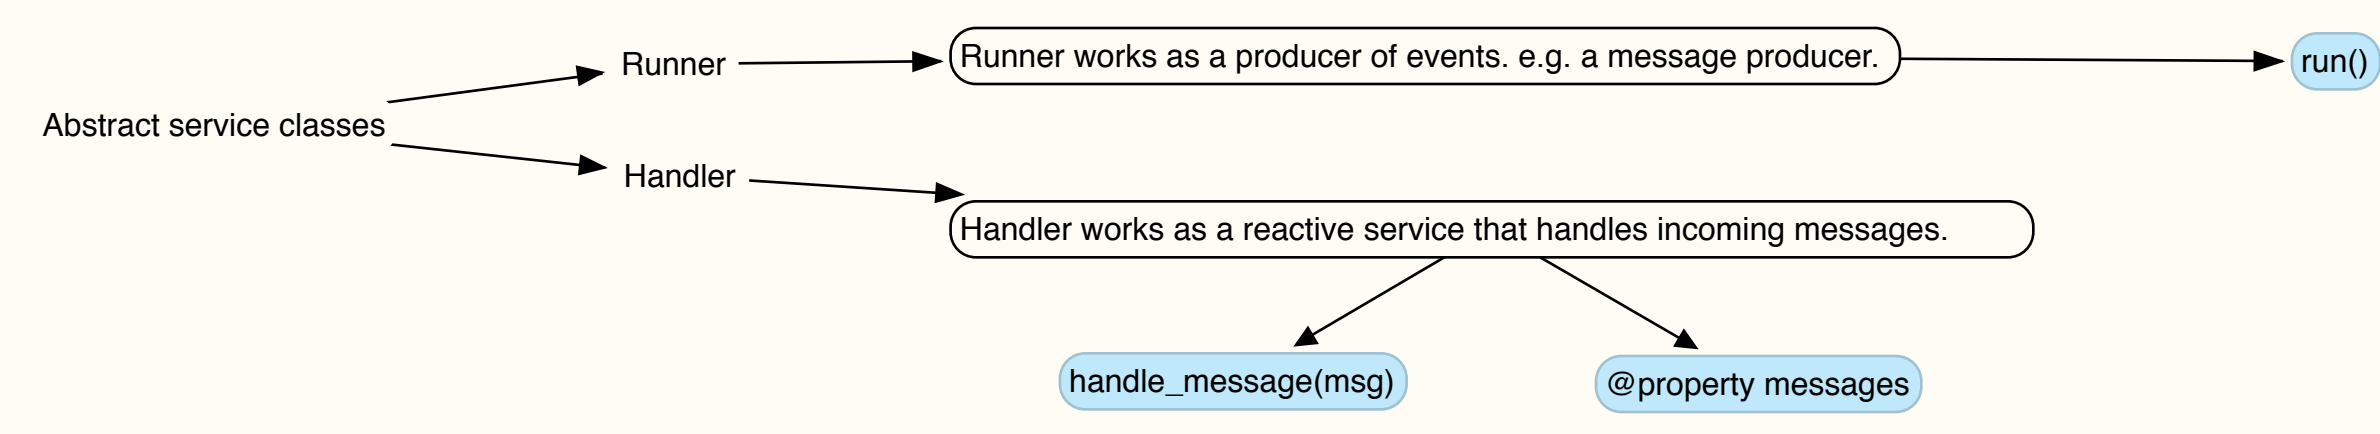 Abstract service classes
Runner
Runner works as a producer of events. e.g. a message producer.
run()
Handler
Handler works as a reactive service that handles incoming messages.
handle_message(msg)
@property messages